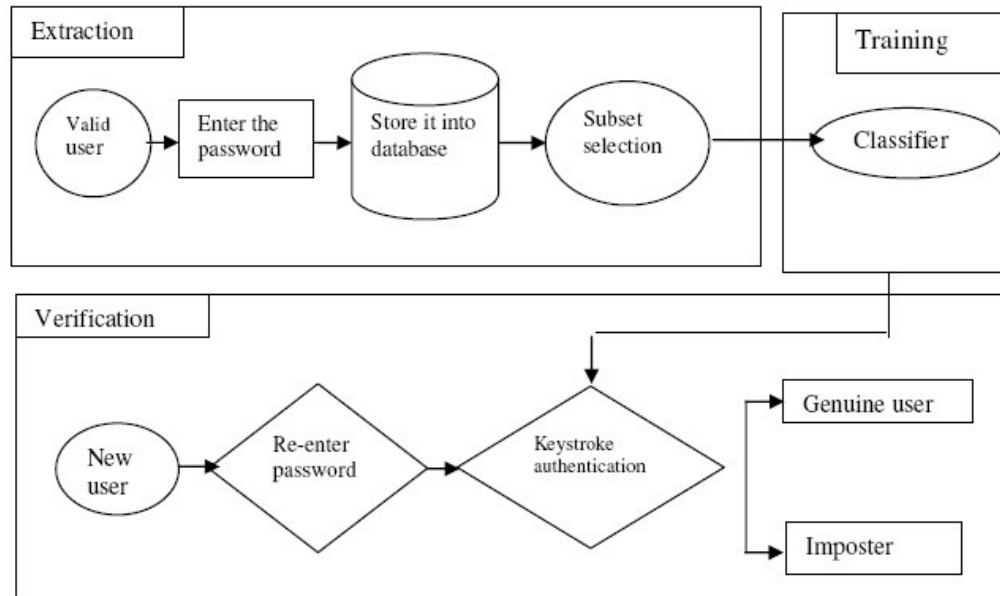 Extraction
Valid
user
Enter the
password
Store it into
database
Subset
selection
Training
Classifier
Verification
New
user
Re-enter
password
Keystroke
authentication
Genuine user
Imposter